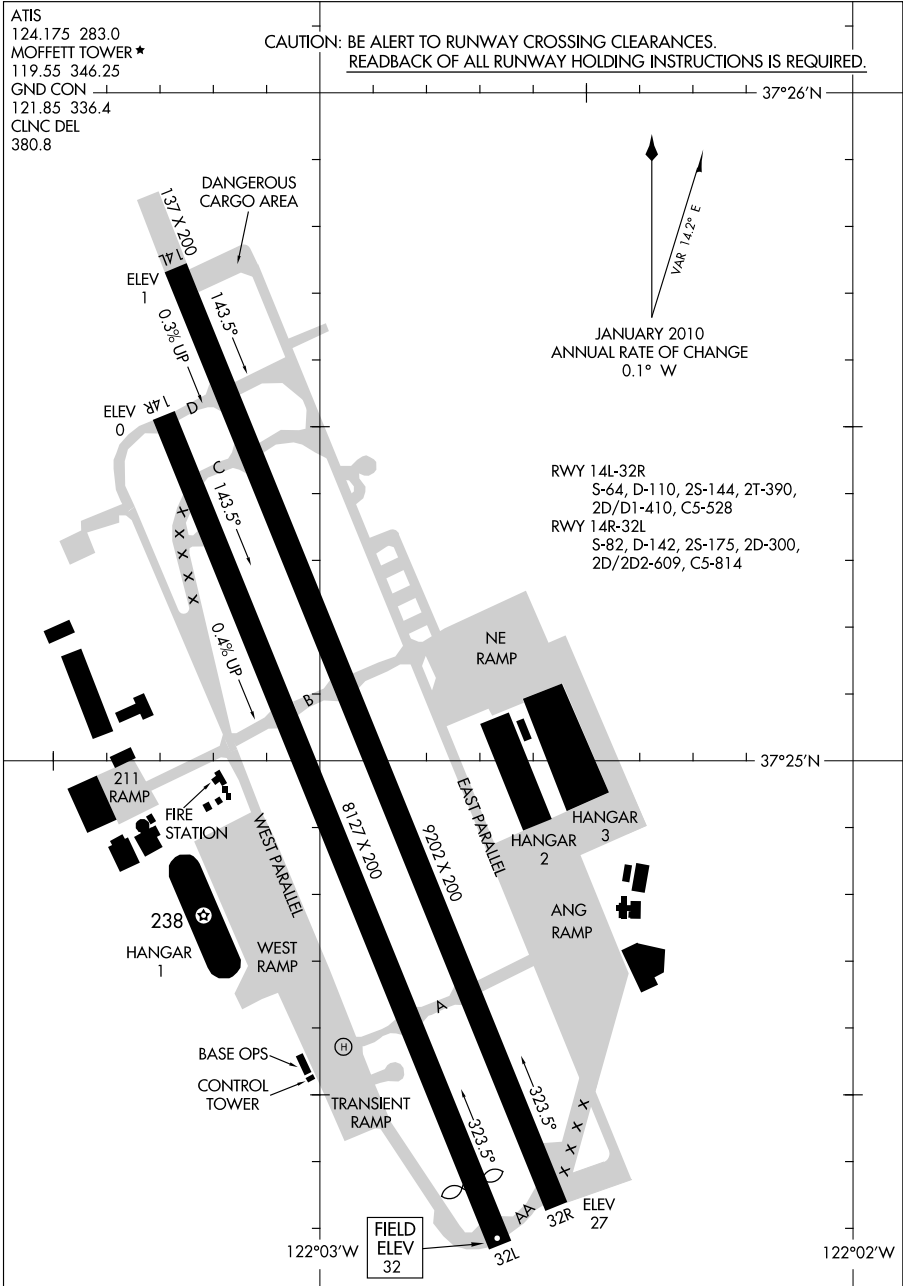 ATIS
124.175 283.0
MOFFETT TOWER★
119.55 346.25
GND CON
121.85 336.4
CLNC DEL
380.8
CAUTION: BE ALERT TO RUNWAY CROSSING CLEARANCES.
READBACK OF ALL RUNWAY HOLDING INSTRUCTIONS IS REQUIRED.
37°26'N
DANGEROUS
CARGO AREA
137 X 200
14L
ELEV
1
0.3% UP
143.5°
VAR 14.2° E
JANUARY 2010
ANNUAL RATE OF CHANGE
0.1° W
ELEV
0
14R
D
C
143.5°
RWY 14L-32R
S-64, D-110, 2S-144, 2T-390,
2D/D1-410, C5-528
RWY 14R-32L
S-82, D-142, 2S-175, 2D-300,
2D/2D2-609, C5-814
X
X
X
X
X
0.4% UP
NE
RAMP
B
37°25'N
211
RAMP
FIRE
STATION
WEST PARALLEL
8127 X 200
9202 X 200
EAST PARALLEL
HANGAR
2
HANGAR
3
238
HANGAR
1
WEST
RAMP
ANG
RAMP
A
H
BASE OPS
CONTROL
TOWER
TRANSIENT
RAMP
323.5°
323.5°
X
X
X
X
AA
32R
ELEV
27
32L
FIELD
ELEV
32
122°03'W
122°02'W